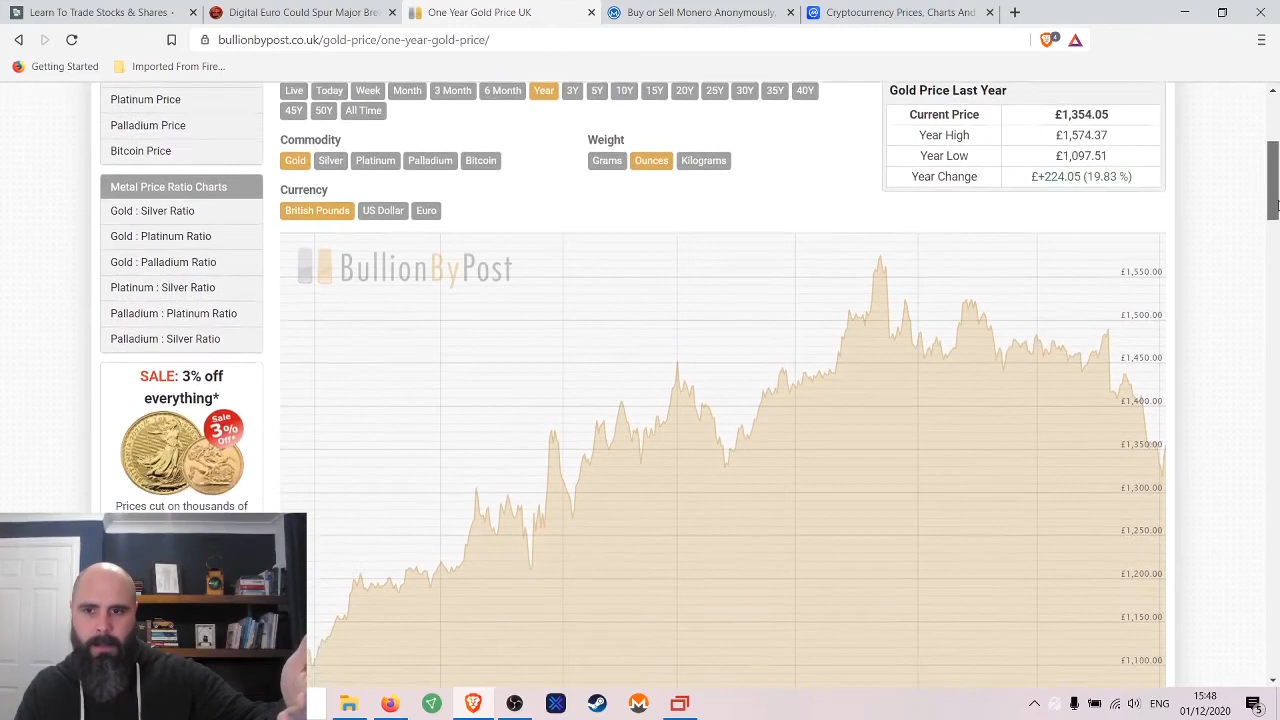 Team 13 - Start Success S
Digital Euro Could Spur Major B
One Year Gold Price UK
Buy & Sell Monero Anonymously,
Cryptocurrency Prices, Charts And
bullionbypost.co.uk/gold-price/one-year-gold-price/
4
Getting Started
Imported From Fire...
Platinum Price
Palladium Price
Bitcoin Price
Metal Price Ratio Charts
Gold : Silver Ratio
Gold : Platinum Ratio
Gold : Palladium Ratio
Platinum : Silver Ratio
Palladium : Platinum Ratio
Palladium : Silver Ratio
SALE: 3% off
everything*
Sale
3%
Off*
Prices cut on thousands of
Live Today Week Month 3 Month 6 Month Year 3Y 5Y 10Y 15Y 20Y 25Y 30Y 35Y 40Y
45Y 50Y All Time
Commodity
Gold Silver Platinum Palladium Bitcoin
Weight
Grams Ounces Kilograms
Currency
British Pounds US Dollar Euro
Gold Price Last Year
Current Price £1,354.05
Year High £1,574.37
Year Low £1,097.51
Year Change £+224.05 (19.83 %)
BullionByPost
£1,550.00
£1,500.00
£1,450.00
£1,400.00
£1,350.00
£1,300.00
£1,250.00
£1,200.00
£1,150.00
£1,100.00
ENG
15:48
01/12/2020
5